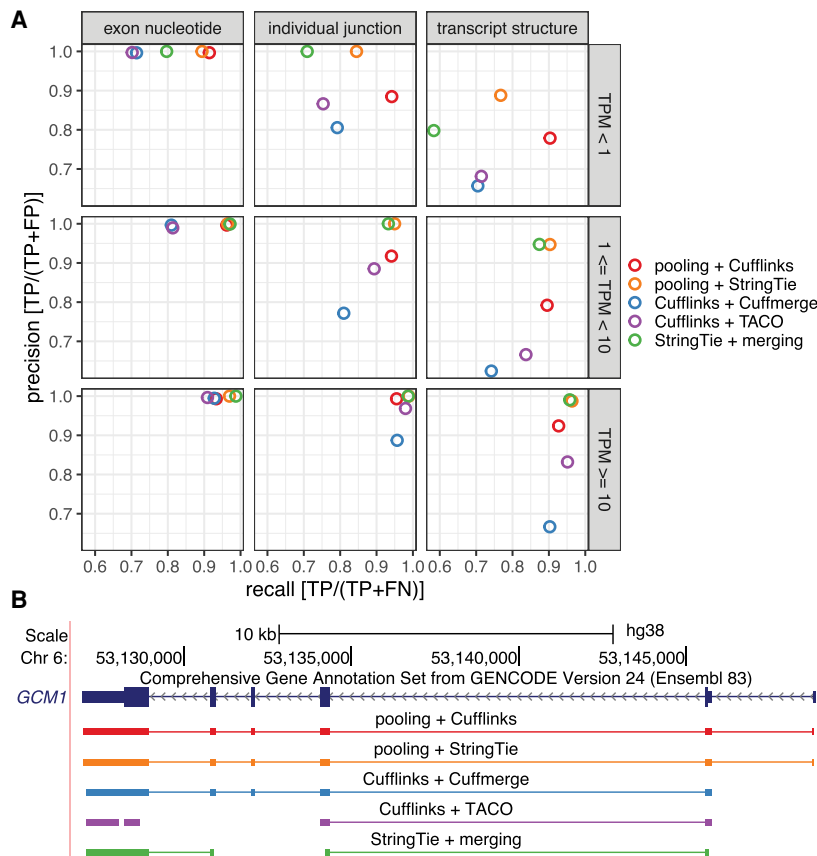 A
exon nucleotide
individual junction
transcript structure
1.0
0.9
0.8
0.7
TPM < 1
1.0
0.9
0.8
0.7
1 <= TPM < 10
1.0
0.9
0.8
0.7
TPM >= 10
precision [TP/(TP+FP)]
0.6 0.7 0.8 0.9 1.0
0.6 0.7 0.8 0.9 1.0
0.6 0.7 0.8 0.9 1.0
recall [TP/(TP+FN)]
pooling + Cufflinks
pooling + StringTie
Cufflinks + Cuffmerge
Cufflinks + TACO
StringTie + merging
B
Scale 10 kb hg38
Chr 6: 53,130,000 53,135,000 53,140,000 53,145,000
Comprehensive Gene Annotation Set from GENCODE Version 24 (Ensembl 83)
GCM1
pooling + Cufflinks
pooling + StringTie
Cufflinks + Cuffmerge
Cufflinks + TACO
StringTie + merging